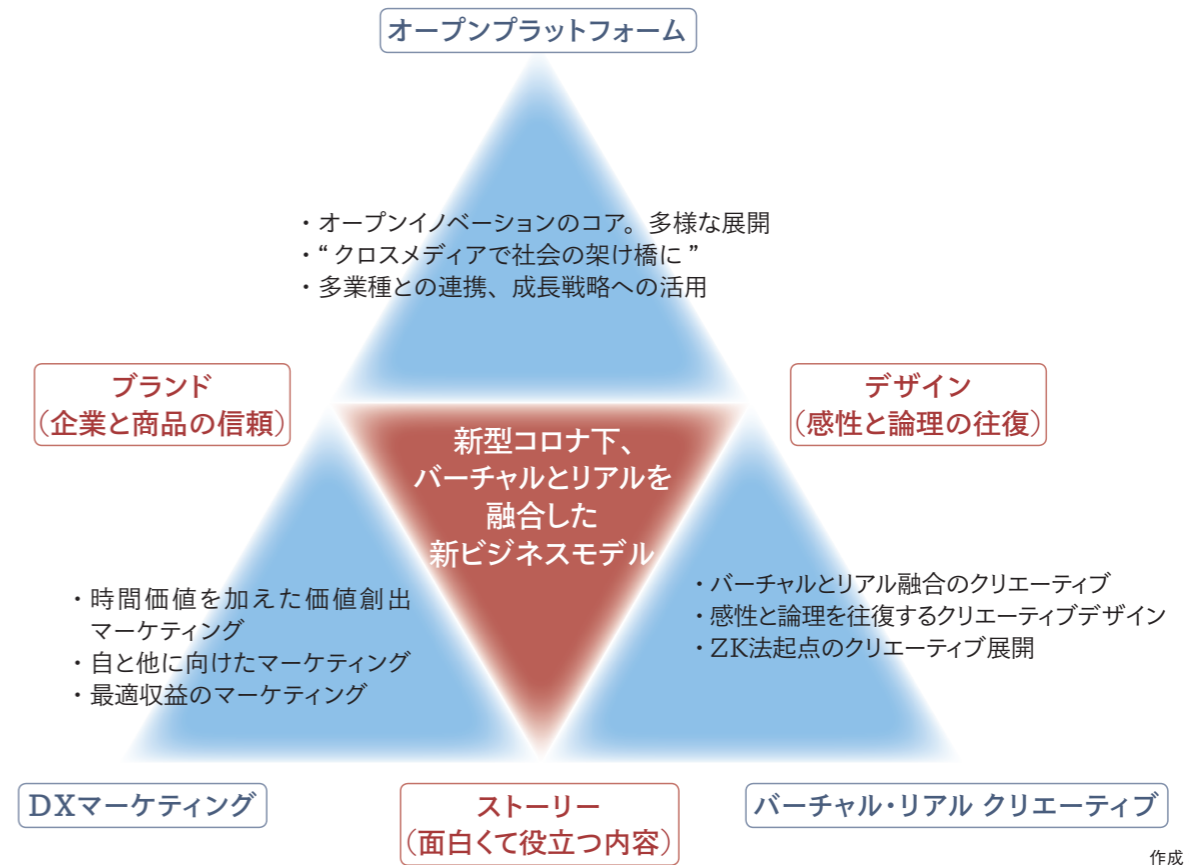 オープンプラットフォーム
・オープンイノベーションのコア。多様な展開
・“ クロスメディアで社会の架け橋に ”
・多業種との連携、成長戦略への活用
ブランド
（企業と商品の信頼）
デザイン
（感性と論理の往復）
新型コロナ下、
バーチャルとリアルを
融合した
新ビジネスモデル
・時間価値を加えた価値創出
マーケティング
・自と他に向けたマーケティング
・最適収益のマーケティング
・バーチャルとリアル融合のクリエーティブ
・感性と論理を往復するクリエーティブデザイン
・ZK法起点のクリエーティブ展開
DXマーケティング
ストーリー
（面白くて役立つ内容）
バーチャル・リアル クリエーティブ
作成